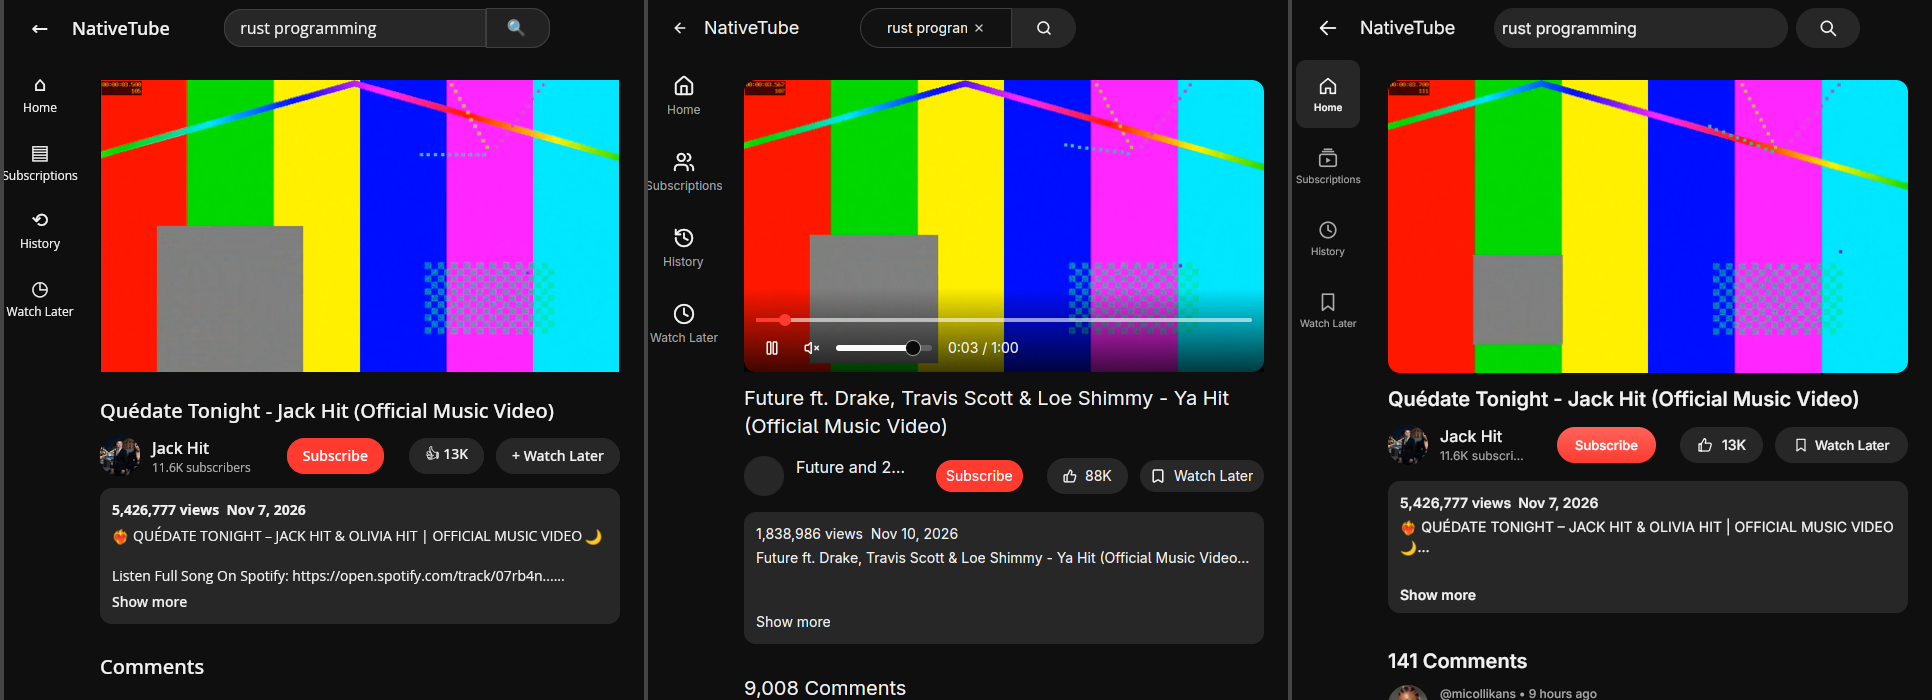 NativeTube
rust programming
Home
Subscriptions
History
Watch Later
Quédate Tonight - Jack Hit (Official Music Video)
Jack Hit
11.6K subscribers
Subscribe
13K
+ Watch Later
5,426,777 views Nov 7, 2026
❤️‍🔥 QUÉDATE TONIGHT – JACK HIT & OLIVIA HIT | OFFICIAL MUSIC VIDEO 🌙
Listen Full Song On Spotify: https://open.spotify.com/track/07rb4n......
Show more
Comments
NativeTube
rust progran
Home
Subscriptions
History
Watch Later
0:03 / 1:00
Future ft. Drake, Travis Scott & Loe Shimmy - Ya Hit
(Official Music Video)
Future and 2...
Subscribe
88K
Watch Later
1,838,986 views Nov 10, 2026
Future ft. Drake, Travis Scott & Loe Shimmy - Ya Hit (Official Music Video...
Show more
9,008 Comments
NativeTube
rust programming
Home
Subscriptions
History
Watch Later
Quédate Tonight - Jack Hit (Official Music Video)
Jack Hit
11.6K subscri...
Subscribe
13K
Watch Later
5,426,777 views Nov 7, 2026
❤️‍🔥 QUÉDATE TONIGHT – JACK HIT & OLIVIA HIT | OFFICIAL MUSIC VIDEO
🌙...
Show more
141 Comments
@micollikans • 9 hours ago